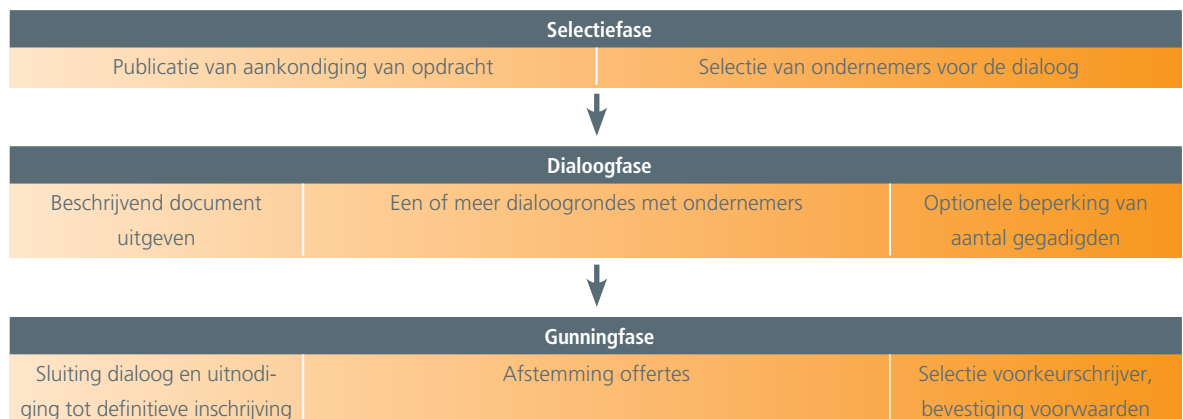 Selectiefase
Publicatie van aankondiging van opdracht
Selectie van ondernemers voor de dialoog
Dialoogfase
Beschrijvend document
uitgeven
Een of meer dialoogrondes met ondernemers
Optionele beperking van
aantal gegadigden
Gunningfase
Sluiting dialoog en uitnodi-
ging tot definitieve inschrijving
Afstemming offertes
Selectie voorkeurschrijver,
bevestiging voorwaarden